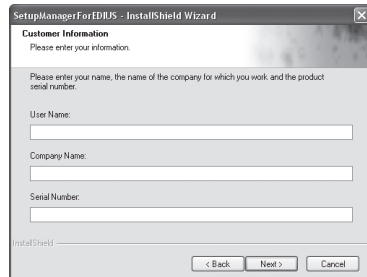 SetupManagerForEDIUS - InstallShield Wizard
Customer Information
Please enter your information.
Please enter your name, the name of the company for which you work and the product
serial number.
User Name:
Company Name:
Serial Number:
InstallShield
< Back
Next >
Cancel